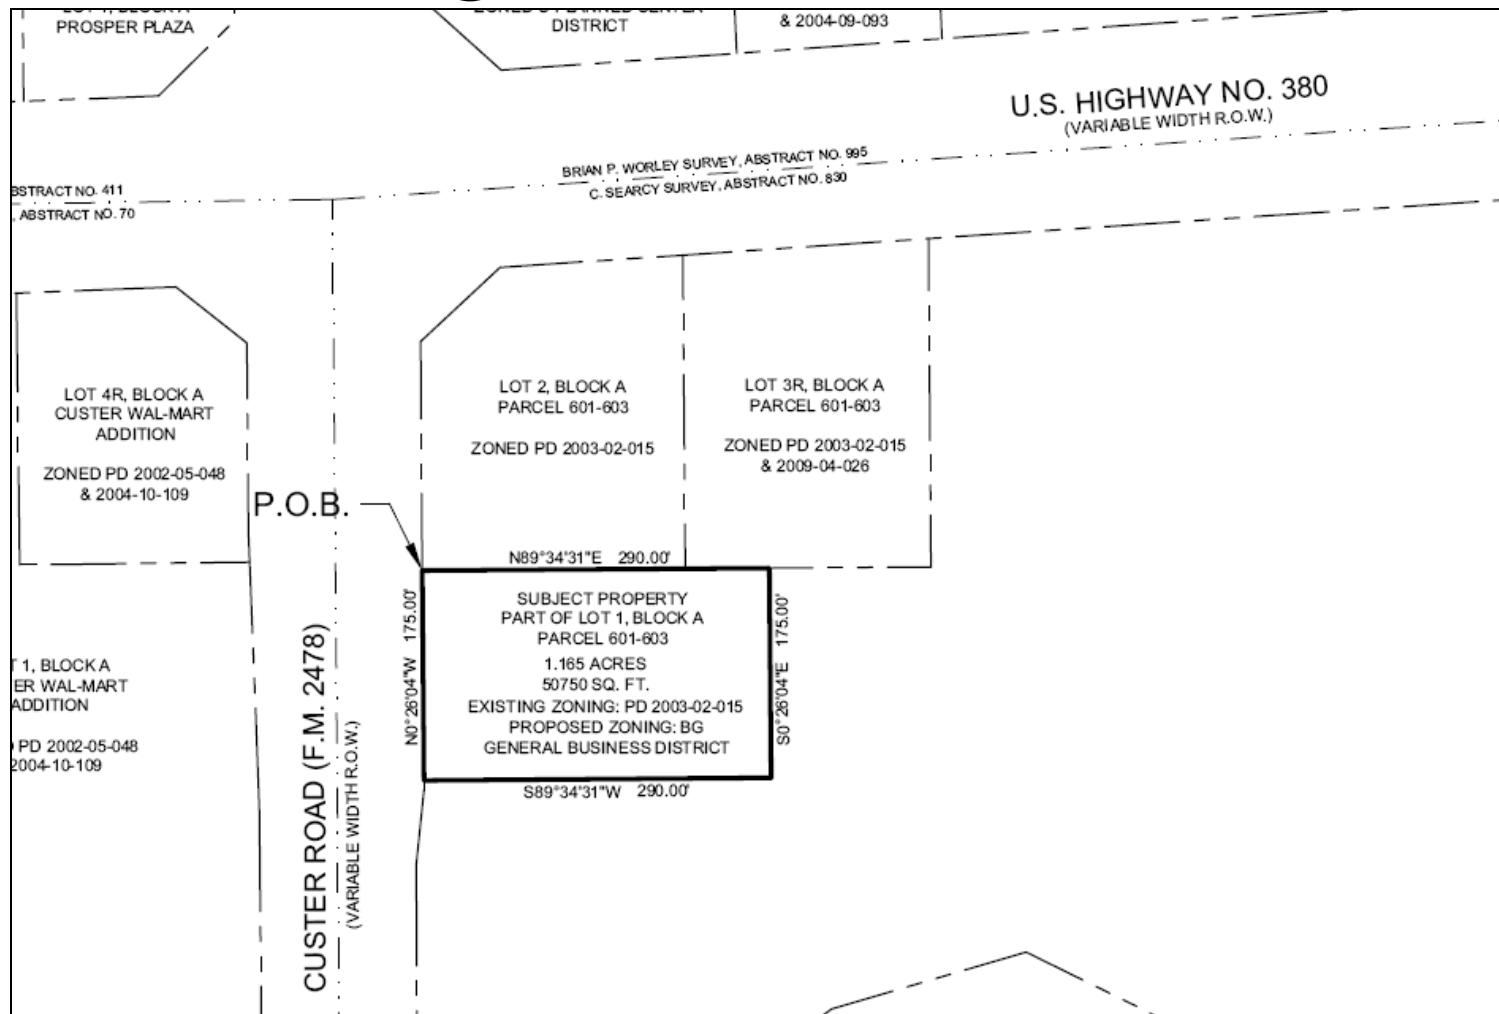 PROSPER PLAZA
DISTRICT
& 2004-09-093
U.S. HIGHWAY NO. 380
(VARIABLE WIDTH R.O.W.)
BRIAN P. WORLEY SURVEY, ABSTRACT NO. 995
C. SEARCY SURVEY, ABSTRACT NO. 830
BSTRACT NO. 411
, ABSTRACT NO. 70
LOT 4R, BLOCK A
CUSTER WAL-MART
ADDITION
ZONED PD 2002-05-048
& 2004-10-109
LOT 2, BLOCK A
PARCEL 601-603
ZONED PD 2003-02-015
LOT 3R, BLOCK A
PARCEL 601-603
ZONED PD 2003-02-015
& 2009-04-026
P.O.B.
N89°34'31"E 290.00'
N0°26'04"W 175.00'
SUBJECT PROPERTY
PART OF LOT 1, BLOCK A
PARCEL 601-603
1.165 ACRES
50750 SQ. FT.
EXISTING ZONING: PD 2003-02-015
PROPOSED ZONING: BG
GENERAL BUSINESS DISTRICT
S0°26'04"E 175.00'
S89°34'31"W 290.00'
CUSTER ROAD (F.M. 2478)
(VARIABLE WIDTH R.O.W.)
T 1, BLOCK A
ER WAL-MART
ADDITION
PD 2002-05-048
2004-10-109